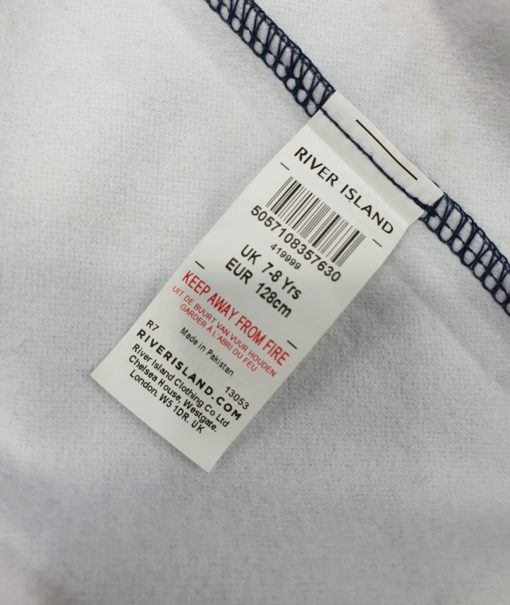 RIVER ISLAND
5057108357630
419999
UK 7-8 Yrs
EUR 128cm
KEEP AWAY FROM FIRE
UIT DE BUURT VAN VUUR HOUDEN
GARDER À L'ABRI DU FEU
Made in Pakistan
R7 13053
RIVERISLAND.COM
River Island Clothing Co Ltd
Chelsea House, Westgate,
London. W5 1DR. UK